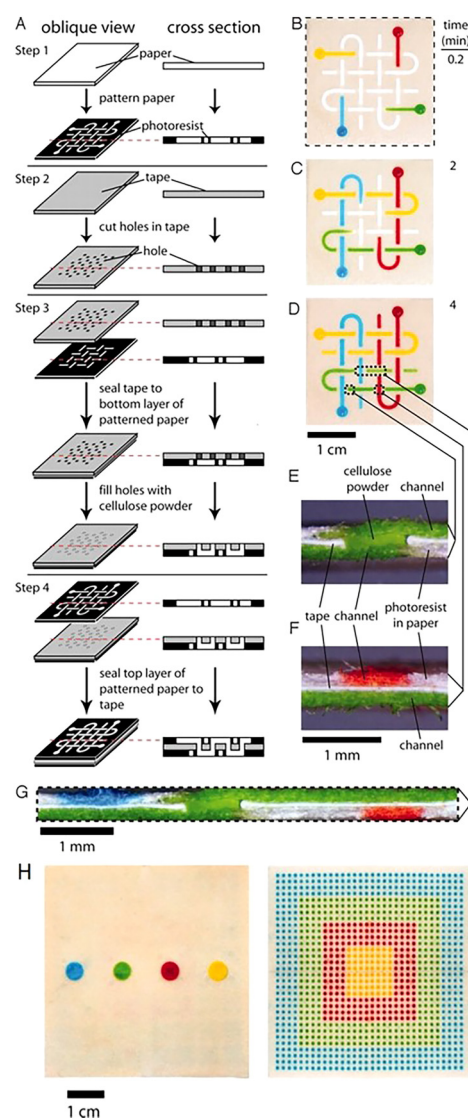 A oblique view cross section
Step 1
paper
pattern paper
photoresist
Step 2
tape
cut holes in tape
hole
Step 3
seal tape to
bottom layer of
patterned paper
fill holes with
cellulose powder
Step 4
seal top layer of
patterned paper to
tape
B
time
(min)
0.2
C
2
D
4
1 cm
E
cellulose
powder
channel
tape channel photoresist
in paper
F
channel
1 mm
G
1 mm
H
1 cm